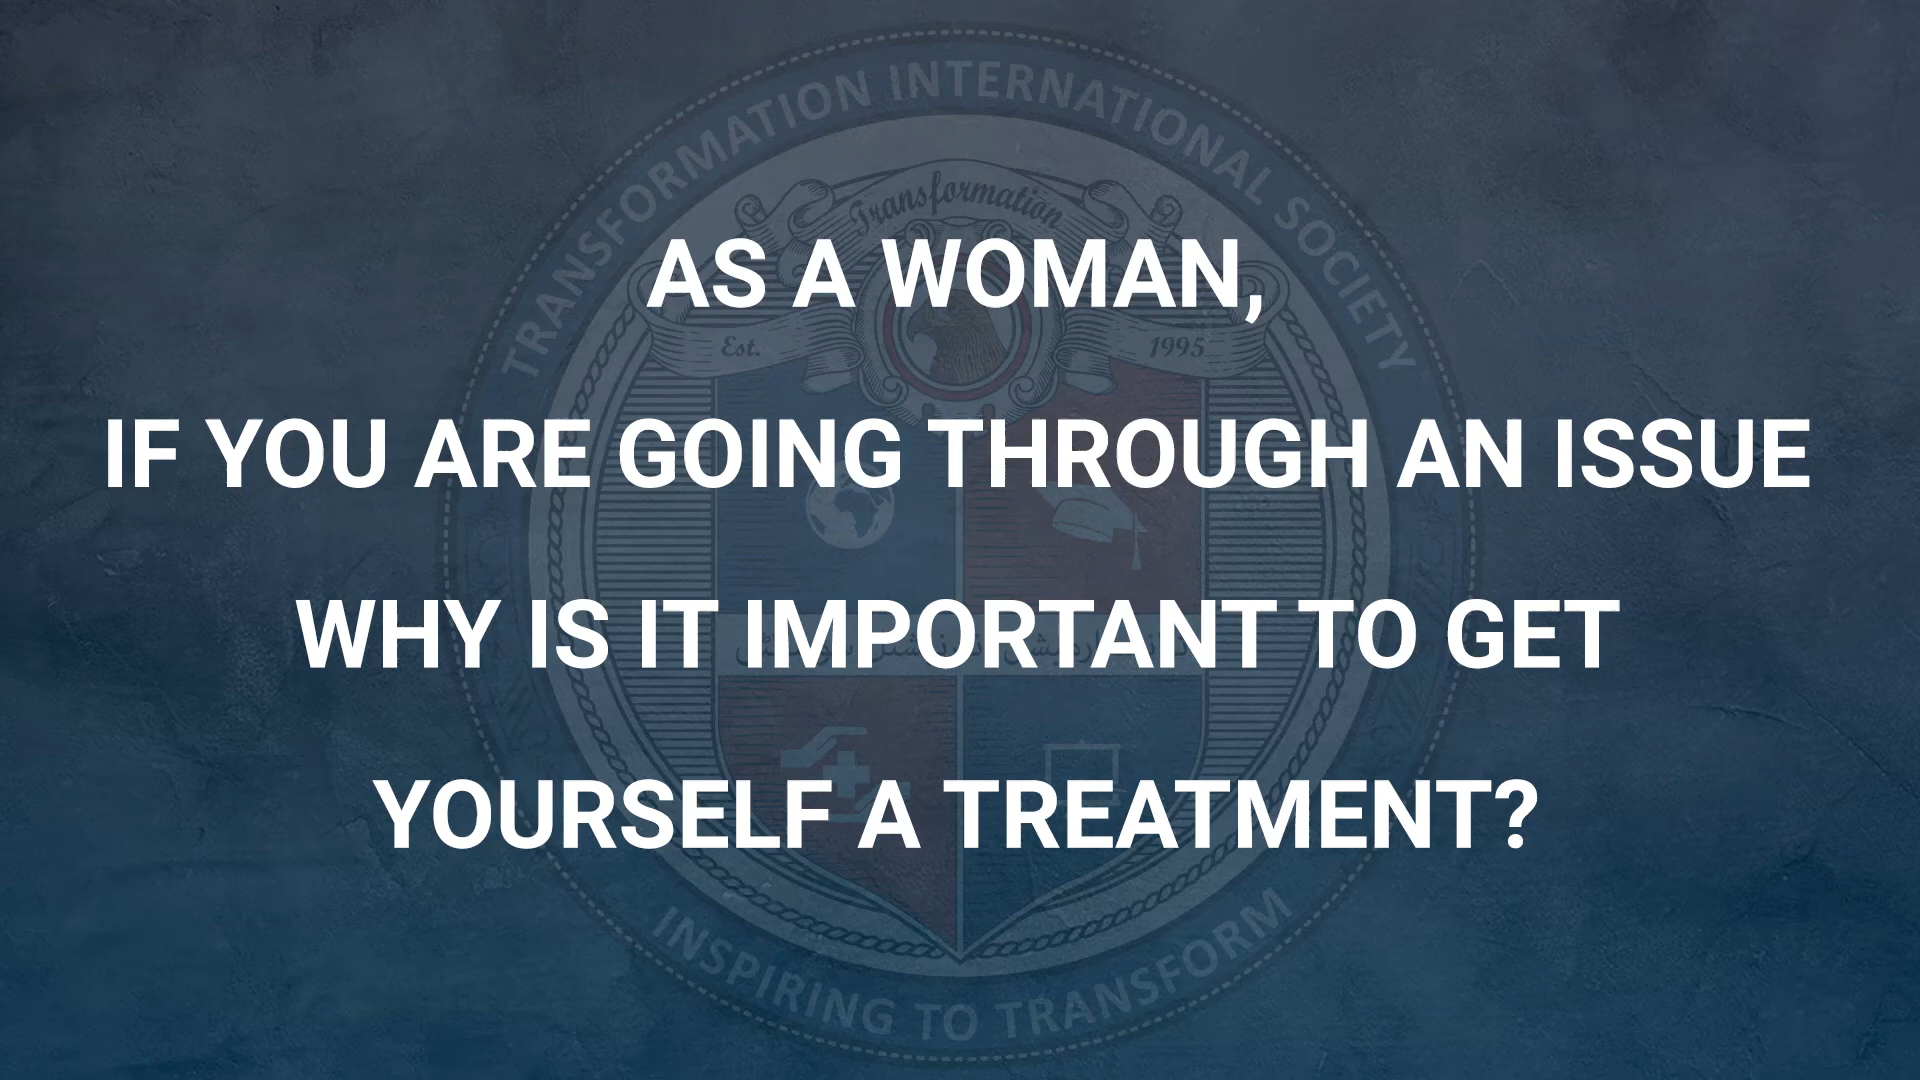 TRANSFORMATION INTERNATIONAL SOCIETY
Transformation
AS A WOMAN,
Est. 1995
IF YOU ARE GOING THROUGH AN ISSUE
WHY IS IT IMPORTANT TO GET
YOURSELF A TREATMENT?
INSPIRING TO TRANSFORM